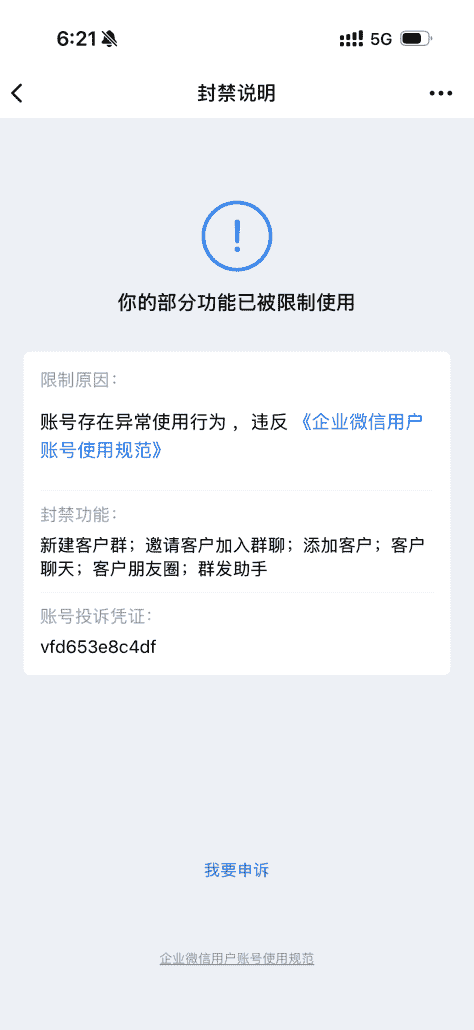 6:21
5G
封禁说明
你的部分功能已被限制使用
限制原因：
账号存在异常使用行为 ，违反 《企业微信用户
账号使用规范》
封禁功能：
新建客户群；邀请客户加入群聊；添加客户；客户
聊天；客户朋友圈；群发助手
账号投诉凭证：
vfd653e8c4df
我要申诉
企业微信用户账号使用规范